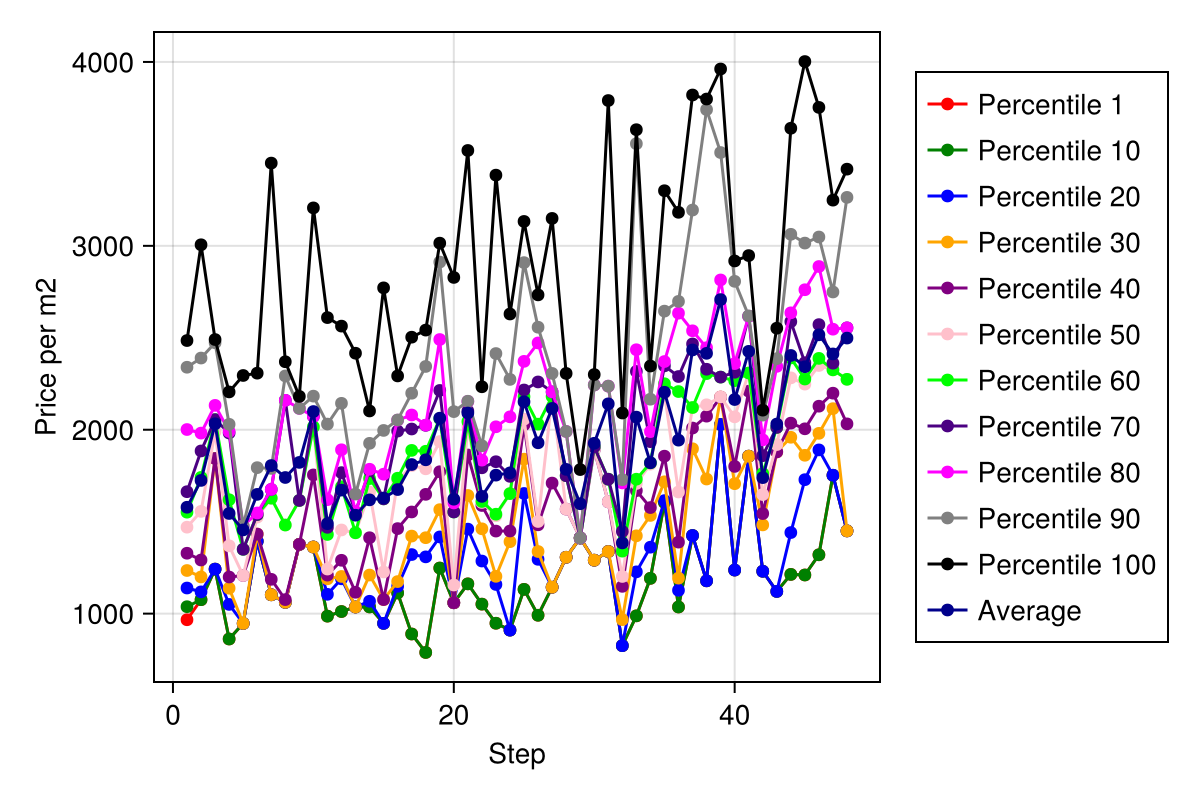 4000
3000
2000
1000
Price per m2
0
20
40
Step
Percentile 1
Percentile 10
Percentile 20
Percentile 30
Percentile 40
Percentile 50
Percentile 60
Percentile 70
Percentile 80
Percentile 90
Percentile 100
Average